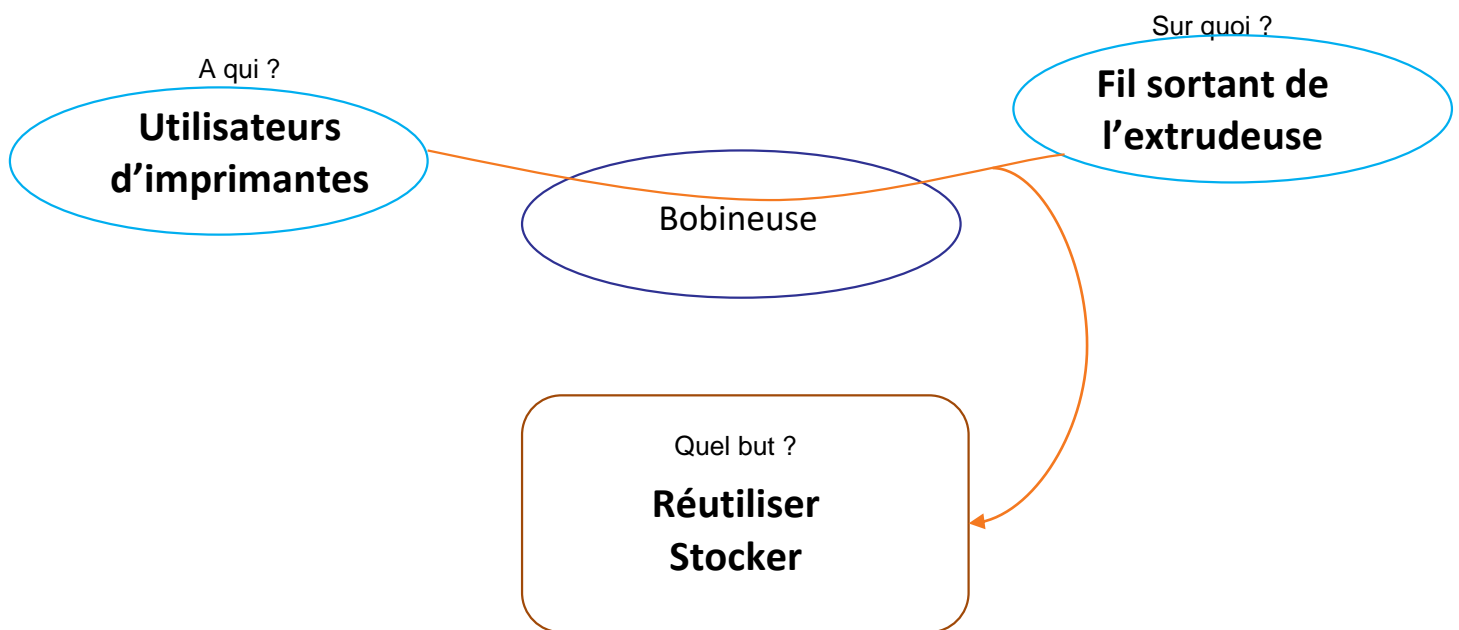 Sur quoi ?
A qui ?
Fil sortant de
l’extrudeuse
Utilisateurs
d’imprimantes
Bobineuse
Quel but ?
Réutiliser
Stocker